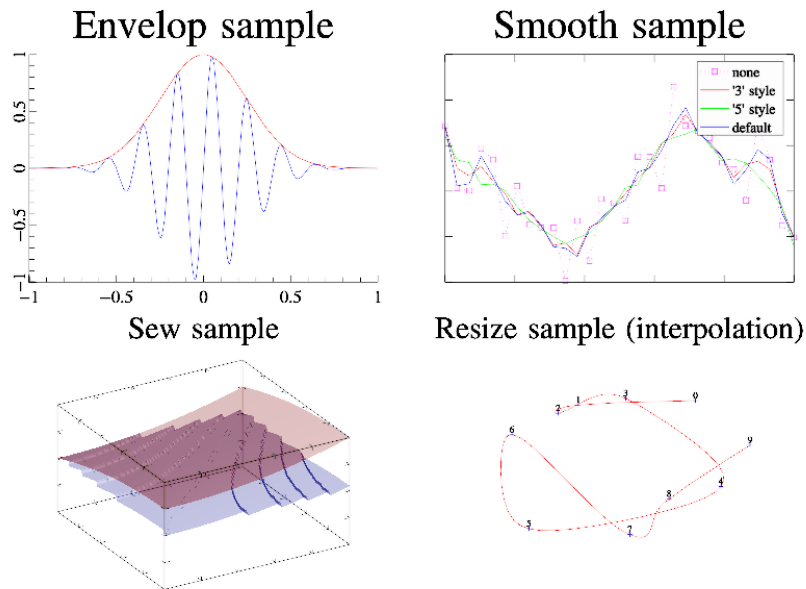 Envelop sample
Smooth sample
1
0.5
0
−0.5
−1
−1
−0.5
0
0.5
1
none
'3' style
'5' style
default
Sew sample
Resize sample (interpolation)
0
1
2
3
4
5
6
7
8
9